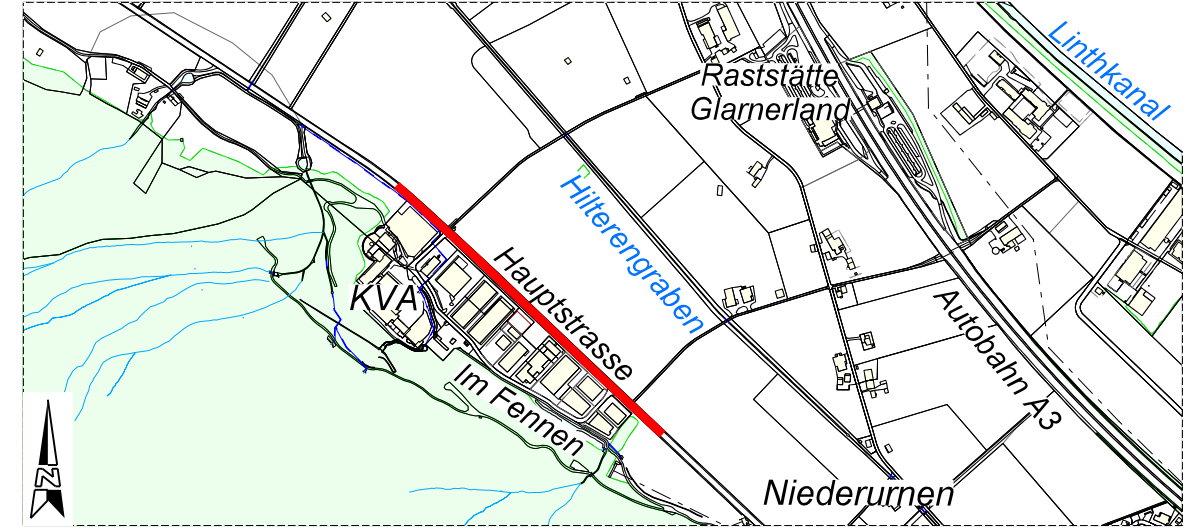 Linthkanal
Raststätte
Glarnerland
Hilterengraben
Hauptstrasse
KVA
Autobahn A3
Im Fennen
N
Niederurnen